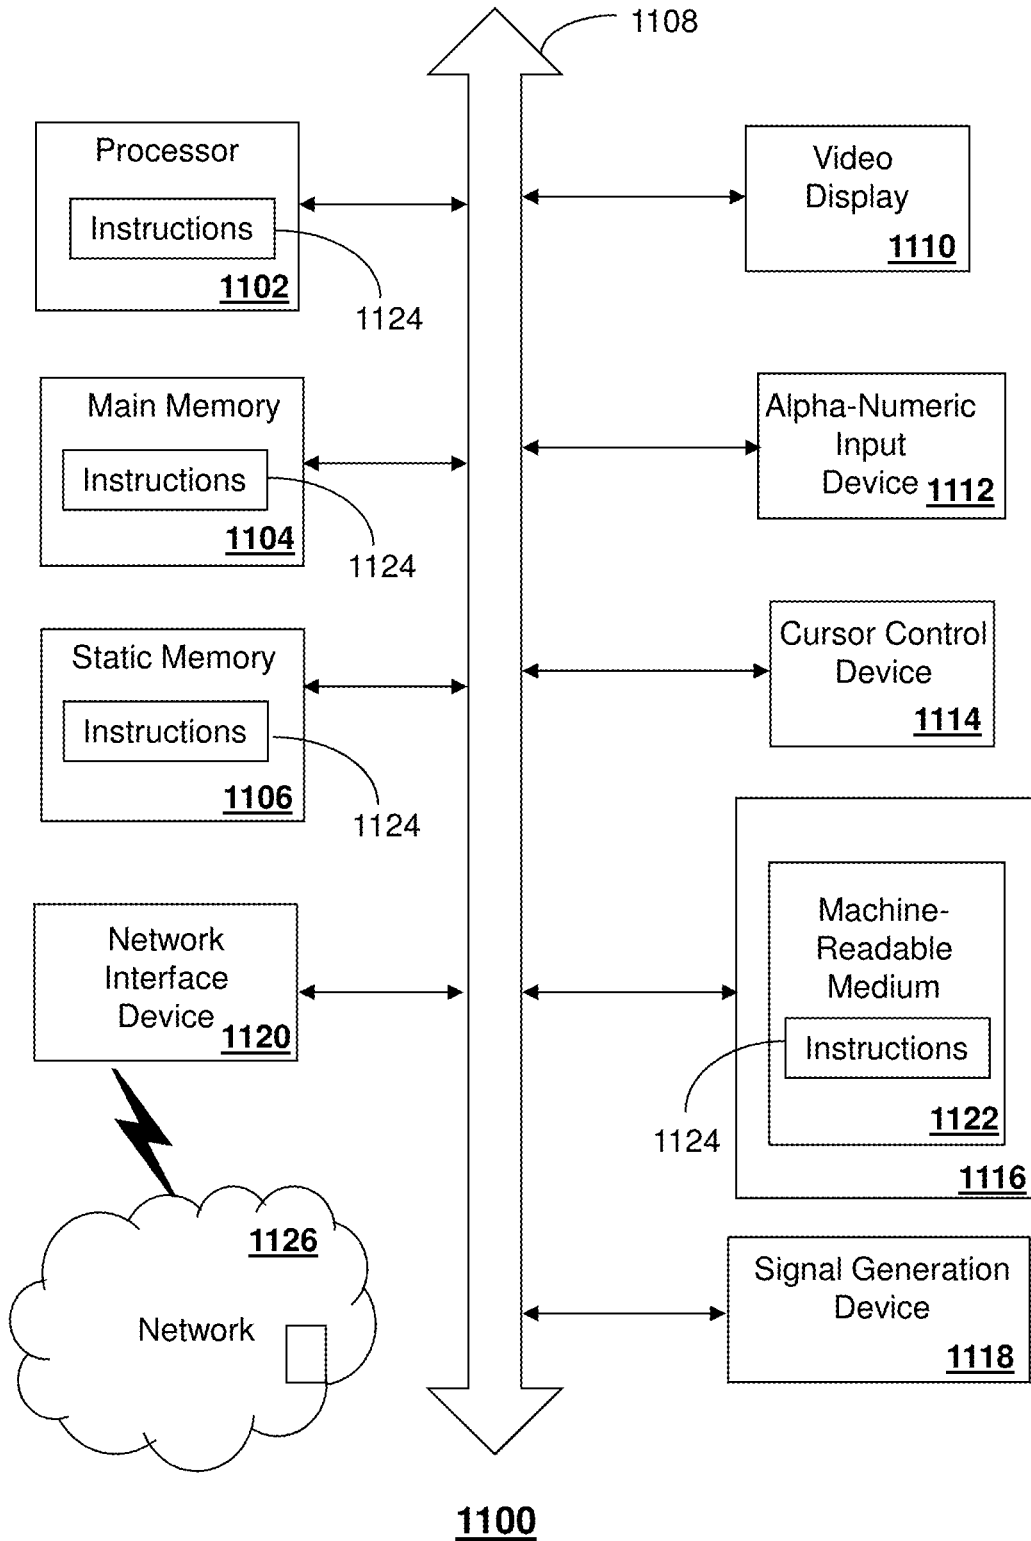 1108
Processor
Instructions
1102
1124
Main Memory
Instructions
1104
1124
Static Memory
Instructions
1106
1124
Network
Interface
Device
1120
1126
Network
Video
Display
1110
Alpha-Numeric
Input
Device
1112
Cursor Control
Device
1114
Machine-
Readable
Medium
Instructions
1122
1124
1116
Signal Generation
Device
1118
1100